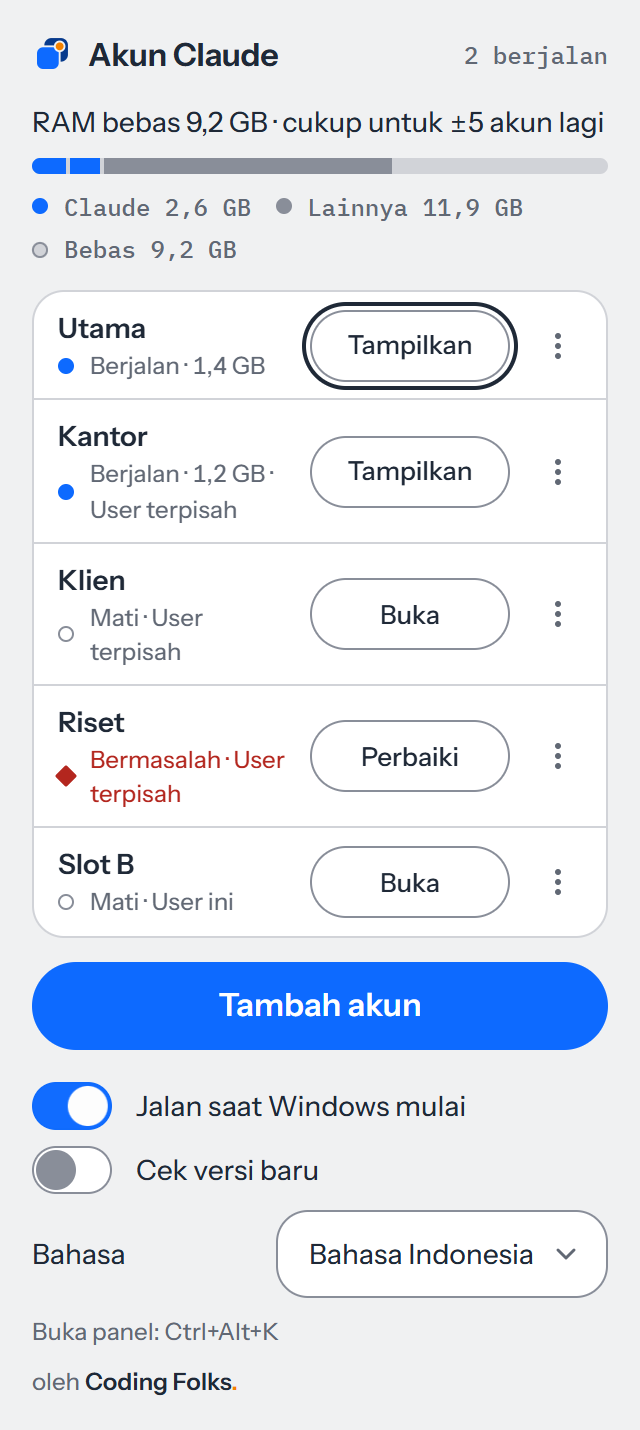 Akun Claude
2 berjalan
RAM bebas 9,2 GB · cukup untuk ±5 akun lagi
Claude 2,6 GB
Lainnya 11,9 GB
Bebas 9,2 GB
Utama
Berjalan · 1,4 GB
Tampilkan
Kantor
Berjalan · 1,2 GB ·
User terpisah
Tampilkan
Klien
Mati · User
terpisah
Buka
Riset
Bermasalah · User
terpisah
Perbaiki
Slot B
Mati · User ini
Buka
Tambah akun
Jalan saat Windows mulai
Cek versi baru
Bahasa
Bahasa Indonesia
Buka panel: Ctrl+Alt+K
oleh Coding Folks.